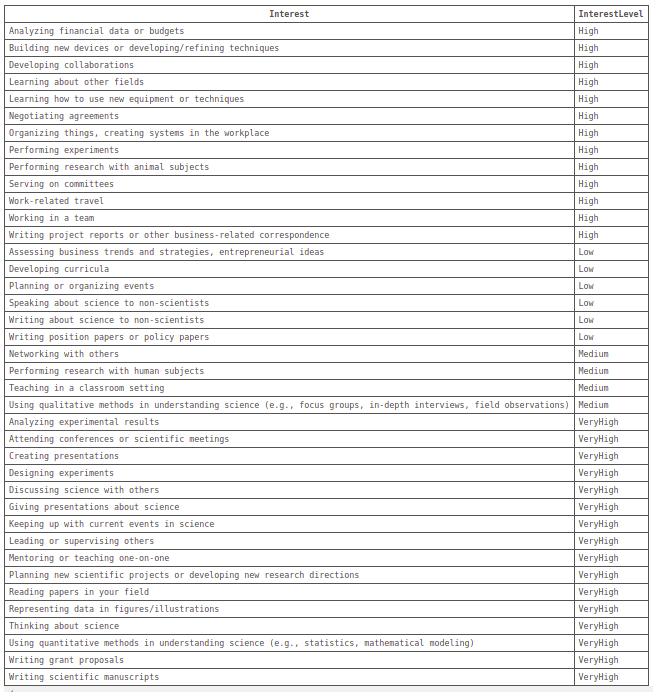 Interest InterestLevel
Analyzing financial data or budgets High
Building new devices or developing/refining techniques High
Developing collaborations High
Learning about other fields High
Learning how to use new equipment or techniques High
Negotiating agreements High
Organizing things, creating systems in the workplace High
Performing experiments High
Performing research with animal subjects High
Serving on committees High
Work-related travel High
Working in a team High
Writing project reports or other business-related correspondence High
Assessing business trends and strategies, entrepreneurial ideas Low
Developing curricula Low
Planning or organizing events Low
Speaking about science to non-scientists Low
Writing about science to non-scientists Low
Writing position papers or policy papers Low
Networking with others Medium
Performing research with human subjects Medium
Teaching in a classroom setting Medium
Using qualitative methods in understanding science (e.g., focus groups, in-depth interviews, field observations) Medium
Analyzing experimental results VeryHigh
Attending conferences or scientific meetings VeryHigh
Creating presentations VeryHigh
Designing experiments VeryHigh
Discussing science with others VeryHigh
Giving presentations about science VeryHigh
Keeping up with current events in science VeryHigh
Leading or supervising others VeryHigh
Mentoring or teaching one-on-one VeryHigh
Planning new scientific projects or developing new research directions VeryHigh
Reading papers in your field VeryHigh
Representing data in figures/illustrations VeryHigh
Thinking about science VeryHigh
Using quantitative methods in understanding science (e.g., statistics, mathematical modeling) VeryHigh
Writing grant proposals VeryHigh
Writing scientific manuscripts VeryHigh